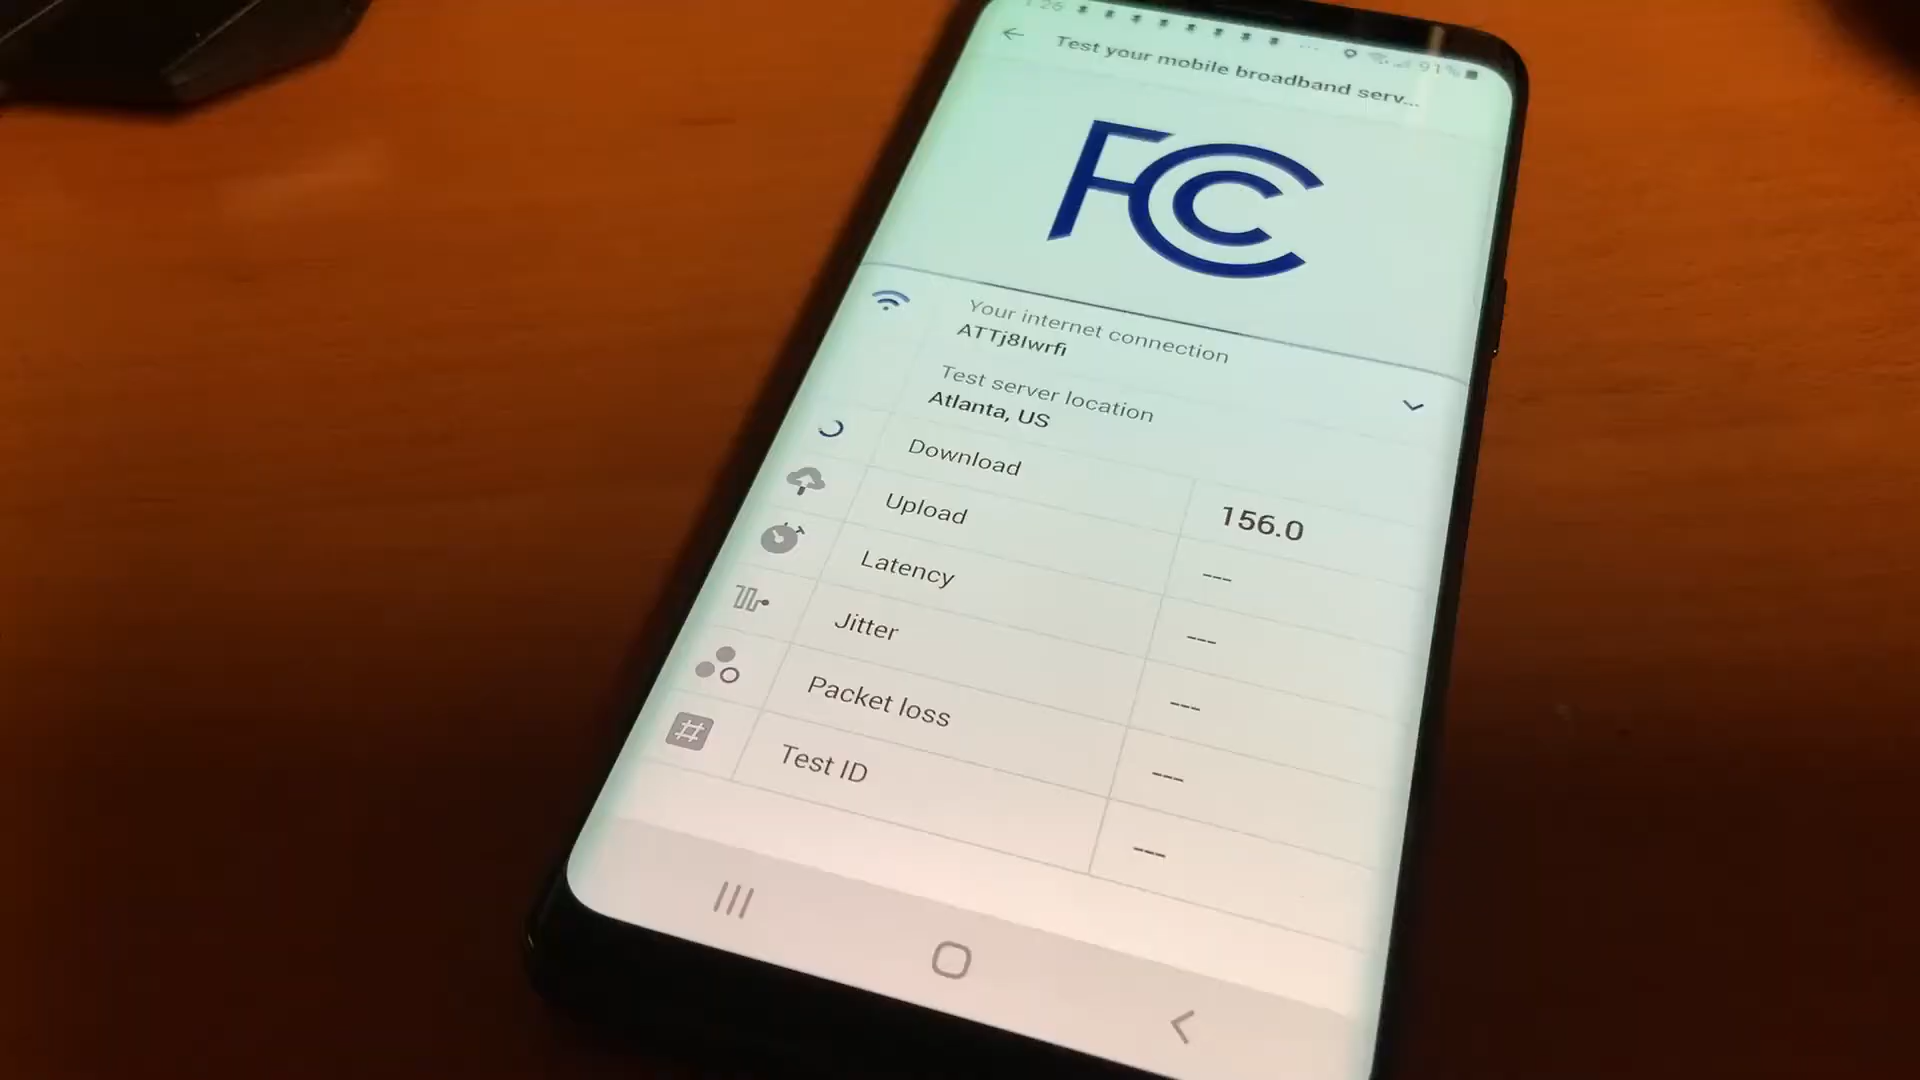 1:26 91%
Test your mobile broadband serv...
FCC
Your internet connection
ATTj8Iwrfi
Test server location
Atlanta, US
Download 156.0
Upload ---
Latency ---
Jitter ---
Packet loss ---
Test ID ---